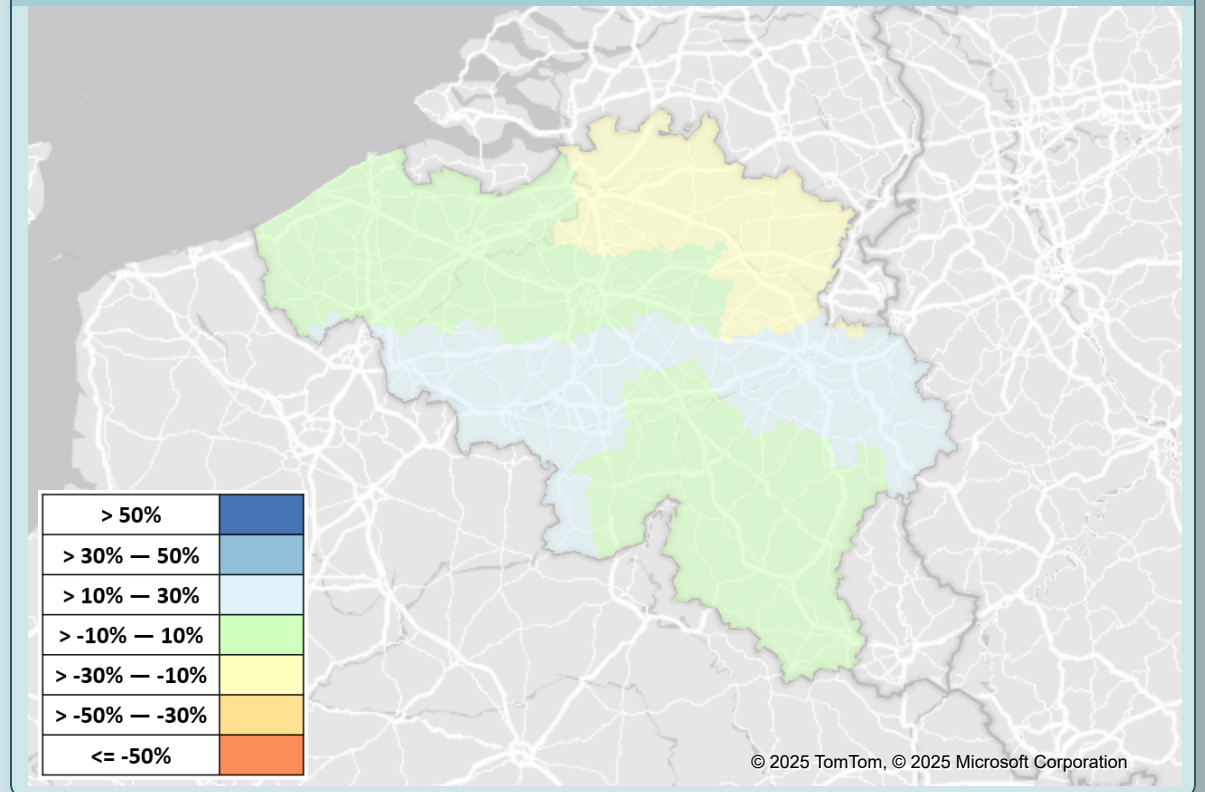 > 50%
> 30% — 50%
> 10% — 30%
> -10% — 10%
> -30% — -10%
> -50% — -30%
<= -50%
© 2025 TomTom, © 2025 Microsoft Corporation